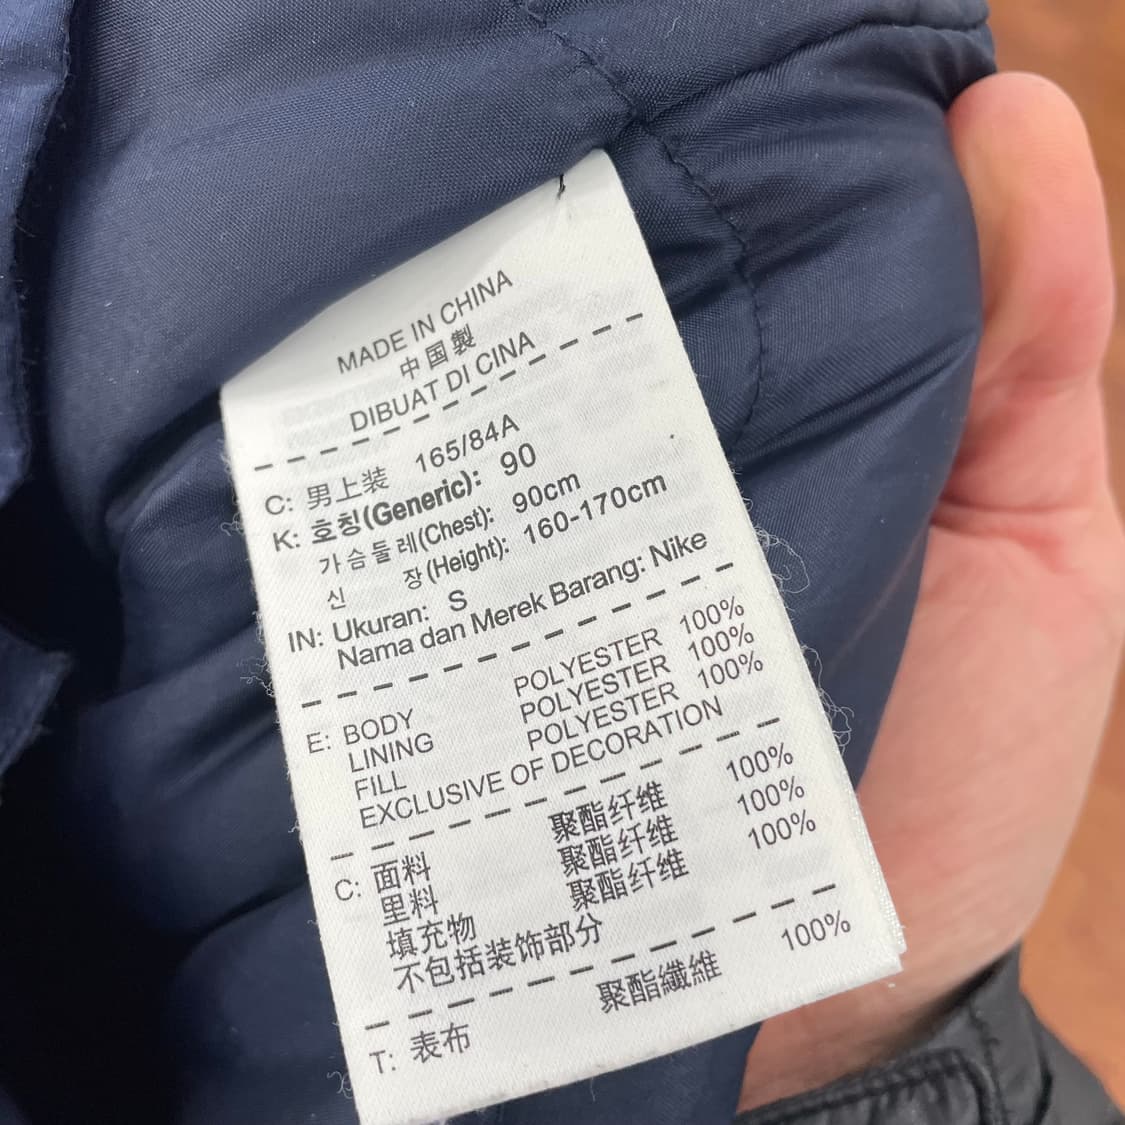 MADE IN CHINA
中国製
DIBUAT DI CINA
C: 男上装 165/84A
K: 호칭(Generic): 90
가슴둘레(Chest): 90cm
신 장(Height): 160-170cm
IN: Ukuran: S
Nama dan Merek Barang: Nike
E: BODY POLYESTER 100%
LINING POLYESTER 100%
FILL POLYESTER 100%
EXCLUSIVE OF DECORATION
C: 面料 聚酯纤维 100%
里料 聚酯纤维 100%
填充物 聚酯纤维 100%
不包括装饰部分
T: 表布 聚酯纖維 100%